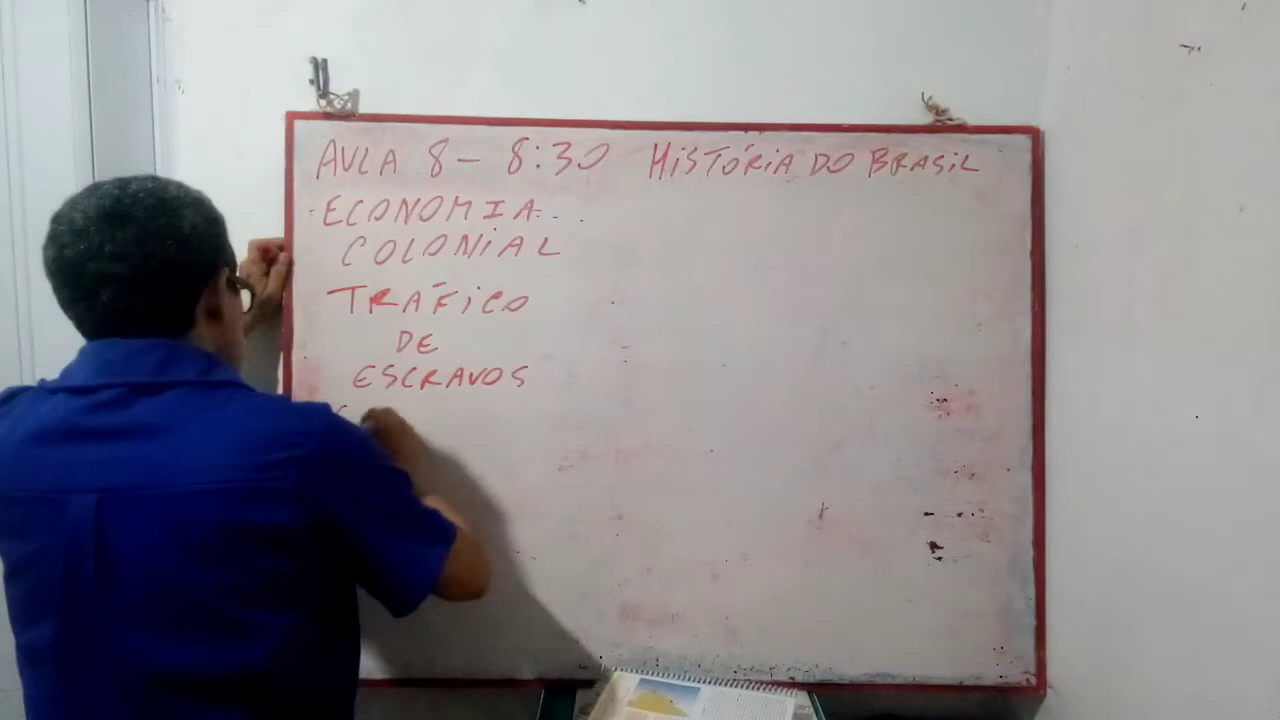 AULA 8 - 8:30 HISTÓRIA DO BRASIL
ECONOMIA...
COLONIAL
TRÁFICO
DE
ESCRAVOS